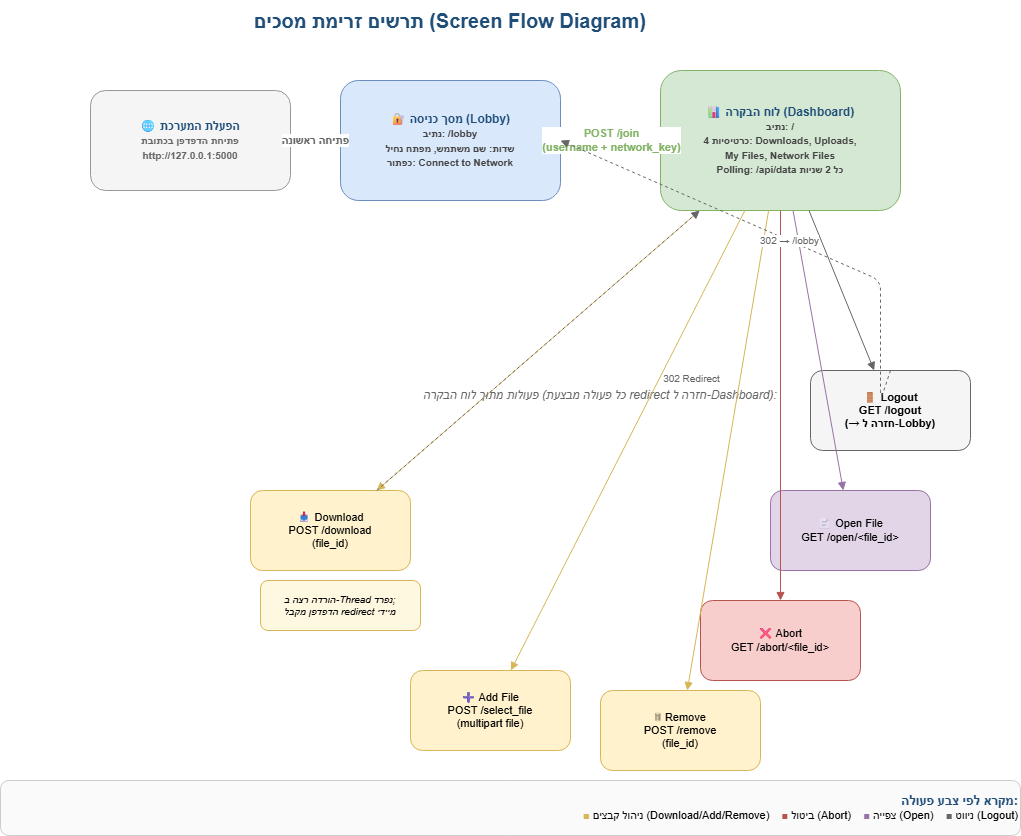 תרשים זרימת מסכים (Screen Flow Diagram)
🌐 הפעלת המערכת
פתיחת הדפדפן בכתובת
http://127.0.0.1:5000
פתיחה ראשונה
🔐 מסך כניסה (Lobby)
נתיב: /lobby
שדות: שם משתמש, מפתח נחיל
כפתור: Connect to Network
POST /join
(username + network_key)
📊 לוח הבקרה (Dashboard)
נתיב: /
4 כרטיסיות: Downloads, Uploads,
My Files, Network Files
Polling: /api/data כל 2 שניות
302 → /lobby
302 Redirect
פעולות מתוך לוח הבקרה (כל פעולה מבצעת redirect חזרה ל-Dashboard):
🚪 Logout
GET /logout
(→ חזרה ל-Lobby)
📥 Download
POST /download
(file_id)
הורדה רצה ב-Thread נפרד;
הדפדפן מקבל redirect מיידי
📄 Open File
GET /open/<file_id>
❌ Abort
GET /abort/<file_id>
➕ Add File
POST /select_file
(multipart file)
🗑 Remove
POST /remove
(file_id)
מקרא לפי צבע פעולה:
■ ניהול קבצים (Download/Add/Remove) ■ ביטול (Abort) ■ צפייה (Open) ■ ניווט (Logout)